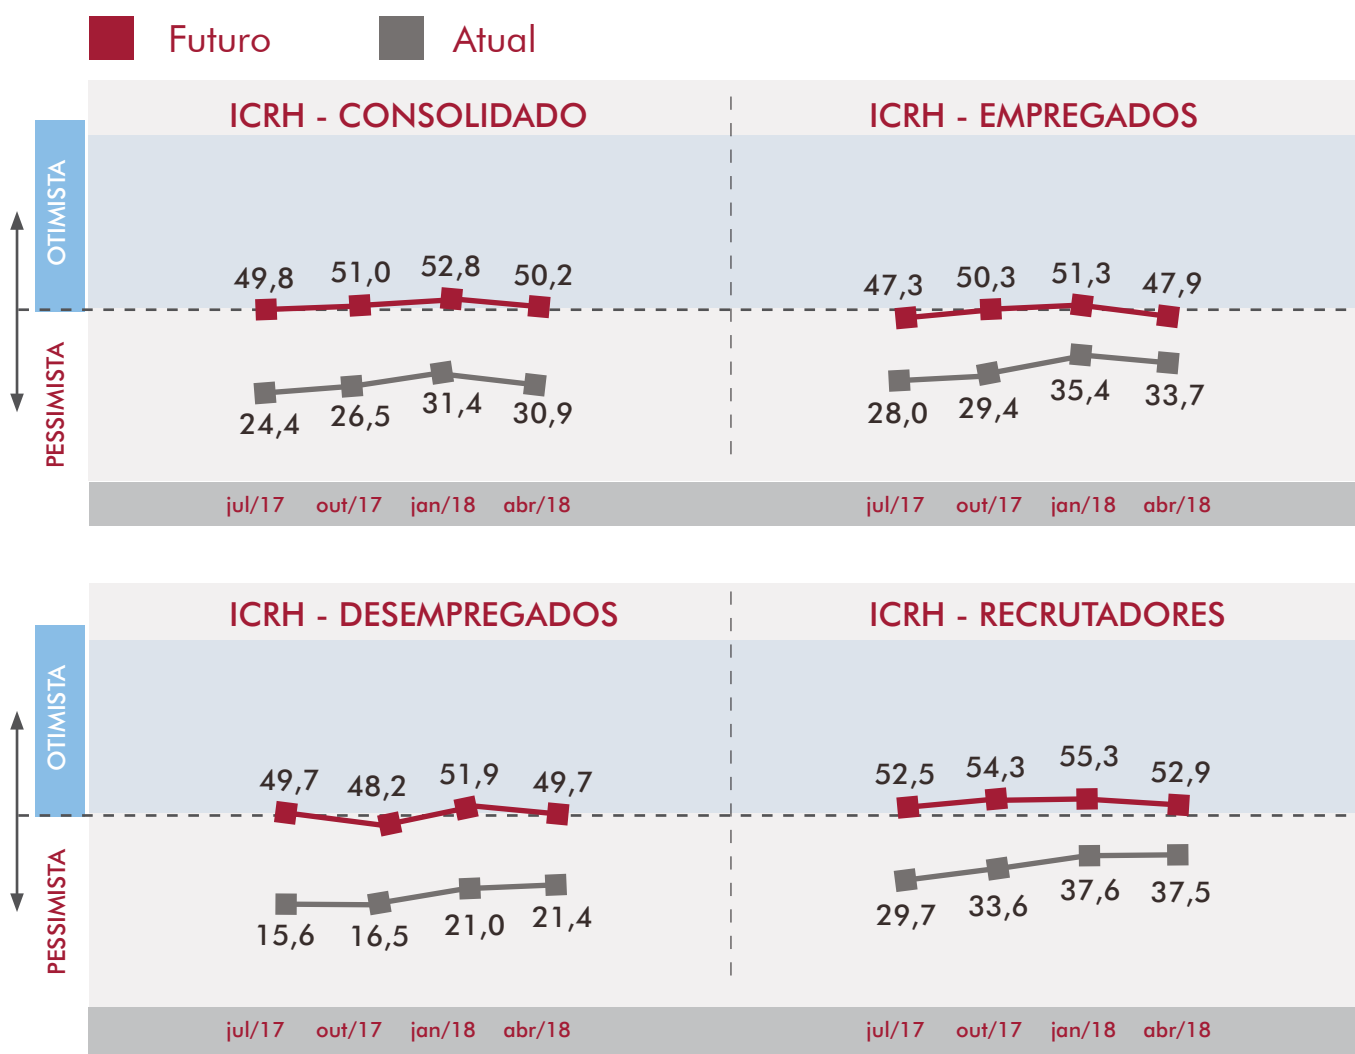 Futuro Atual
ICRH - CONSOLIDADO
OTIMISTA
PESSIMISTA
49,8 51,0 52,8 50,2
24,4 26,5 31,4 30,9
jul/17 out/17 jan/18 abr/18
ICRH - EMPREGADOS
47,3 50,3 51,3 47,9
28,0 29,4 35,4 33,7
jul/17 out/17 jan/18 abr/18
ICRH - DESEMPREGADOS
OTIMISTA
PESSIMISTA
49,7 48,2 51,9 49,7
15,6 16,5 21,0 21,4
jul/17 out/17 jan/18 abr/18
ICRH - RECRUTADORES
52,5 54,3 55,3 52,9
29,7 33,6 37,6 37,5
jul/17 out/17 jan/18 abr/18